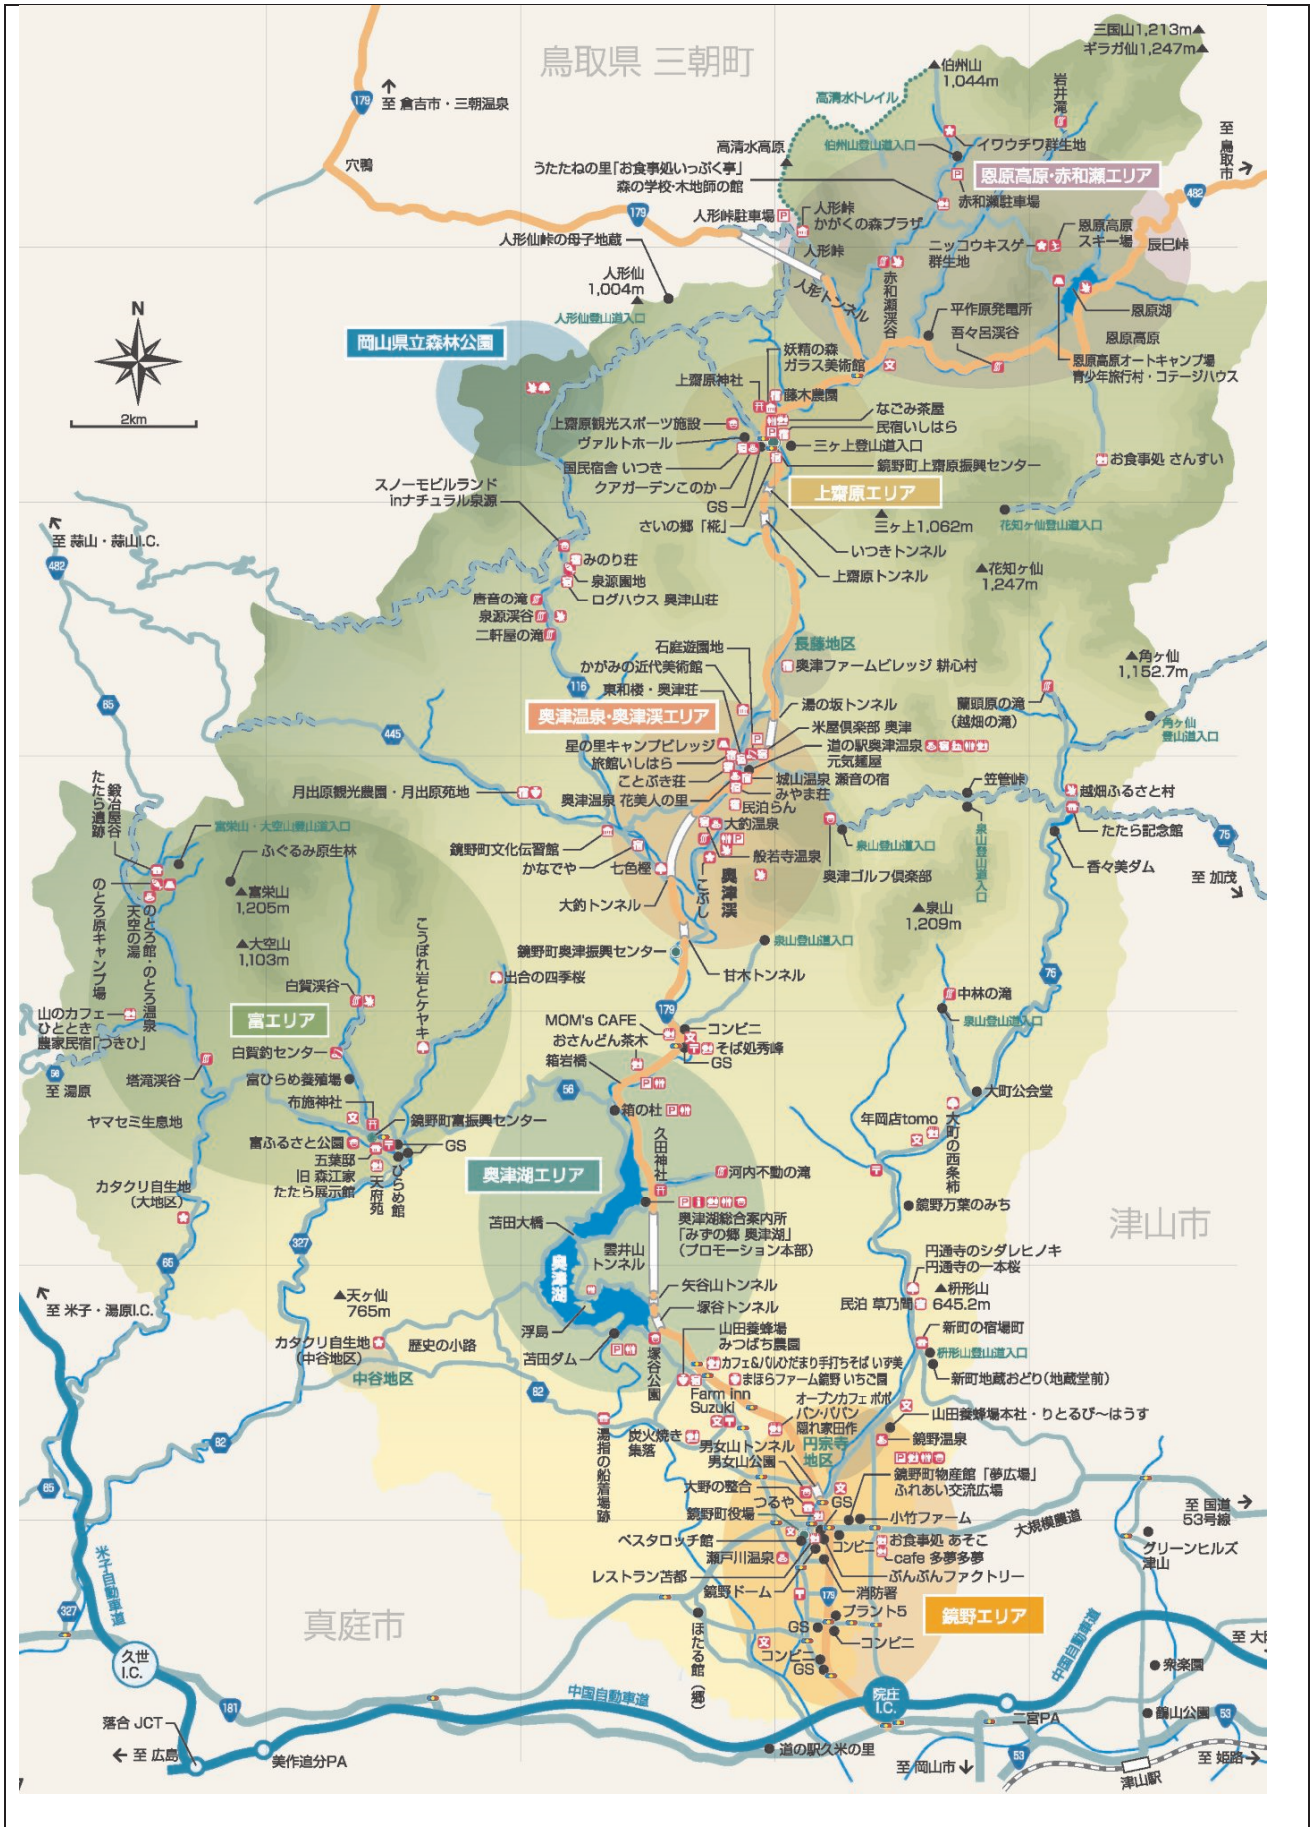 三国山1,213m▲
ギラガ仙1,247m▲
鳥取県 三朝町
▲伯州山
1,044m
岩井滝
179
至 倉吉市・三朝温泉
高清水トレイル
至 鳥取市
高清水高原
伯州山登山道入口
イワウチワ群生地
穴鴨
うたたねの里「お食事処いっぷく亭」
森の学校・木地師の館
恩原高原・赤和瀬エリア
P
赤和瀬駐車場
482
179
人形峠駐車場 P
人形峠
かがくの森プラザ
恩原高原
スキー場
辰巳峠
人形仙峠の母子地蔵
人形峠
ニッコウキスゲ
群生地
人形仙
1,004m
人形トンネル
赤和瀬渓谷
人形仙登山道入口
平作原発電所
恩原湖
N
岡山県立森林公園
吾々呂渓谷
恩原高原
妖精の森
ガラス美術館
恩原高原オートキャンプ場
青少年旅行村・コテージハウス
上齋原神社
藤木農園
2km
上齋原観光スポーツ施設
なごみ茶屋
ヴァルトホール
民宿いしはら
三ヶ上登山道入口
国民宿舎 いつき
鏡野町上齋原振興センター
お食事処 さんすい
クアガーデンこのか
スノーモビルランド
inナチュラル泉源
上齋原エリア
GS
さいの郷「椛」
▲三ヶ上1,062m
花知ヶ仙登山道入口
至 蒜山・蒜山I.C.
482
いつきトンネル
みのり荘
泉源園地
上齋原トンネル
▲花知ヶ仙
1,247m
ログハウス 奥津山荘
唐音の滝
泉源渓谷
二軒屋の滝
石庭遊園地
長藤地区
かがみの近代美術館
奥津ファームビレッジ 耕心村
▲角ヶ仙
1,152.7m
116
東和楼・奥津荘
65
奥津温泉・奥津渓エリア
湯の坂トンネル
蘭頭原の滝
(越畑の滝)
角ヶ仙
登山道入口
445
米屋倶楽部 奥津
星の里キャンプビレッジ
道の駅奥津温泉
旅館いしはら
元気麺屋
ことぶき荘
城山温泉 瀬音の宿
笠菅峠
鍛冶屋谷
たたら遺跡
月出原観光農園・月出原苑地
奥津温泉 花美人の里
みやま荘
越畑ふるさと村
民泊らん
富栄山・大空山登山道入口
大釣温泉
たたら記念館
75
鏡野町文化伝習館
泉山登山道入口
泉山登山道入口
ふぐるみ原生林
かなでや
七色樫
般若寺温泉
奥津ゴルフ倶楽部
香々美ダム
至 加茂
▲富栄山
1,205m
奥津渓
こぶし
大釣トンネル
▲泉山
1,209m
のとろ原キャンプ場
天空の湯
のとろ館・のとろ温泉
▲大空山
1,103m
こうぼれ岩とケヤキ
鏡野町奥津振興センター
泉山登山道入口
甘木トンネル
出合の四季桜
75
白賀渓谷
中林の滝
179
山のカフェ
ひととき
農家民宿「つきひ」
富エリア
MOM's CAFE
コンビニ
泉山登山道入口
おさんどん茶木
そば処秀峰
白賀釣センター
箱岩橋
GS
56
至 湯原
塔滝渓谷
富ひらめ養殖場
56
大町公会堂
布施神社
箱の杜
ヤマセミ生息地
鏡野町富振興センター
年岡店tomo
大町の西条柿
富ふるさと公園
GS
久田神社
五葉邸
奥津湖エリア
河内不動の滝
旧 森江家
たたら展示館
天府苑
ひらめ館
カタクリ自生地
(大地区)
鏡野万葉のみち
苫田大橋
奥津湖総合案内所
「みずの郷 奥津湖」
(プロモーション本部)
津山市
327
雲井山
トンネル
円通寺のシダレヒノキ
円通寺の一本桜
65
奥津湖
矢谷山トンネル
▲枡形山
645.2m
至 米子・湯原I.C.
▲天ヶ仙
765m
塚谷トンネル
民泊 草乃間
浮島
山田養蜂場
みつばち農園
新町の宿場町
カタクリ自生地
(中谷地区)
歴史の小路
苫田ダム
枡形山登山道入口
中谷地区
塚谷公園
カフェ&バルひだまり手打ちそば いず美
まほらファーム鏡野 いちご園
新町地蔵おどり(地蔵堂前)
82
Farm inn
Suzuki
オープンカフェ ポポ
パン・パパン
隠れ家田作
山田養蜂場本社・りとるび〜はうす
湯指の船着場跡
炭火焼き
集落
82
男女山トンネル
円宗寺
地区
鏡野温泉
男女山公園
65
大野の整合
鏡野町物産館「夢広場」
ふれあい交流広場
つるや
GS
至 国道
53号線
鏡野町役場
小竹ファーム
大規模農道
ペスタロッチ館
コンビニ
お食事処 あそこ
瀬戸川温泉
cafe 多夢多夢
グリーンヒルズ
津山
レストラン苫都
ぶんぶんファクトリー
鏡野ドーム
消防署
米子自動車道
179
327
真庭市
プラント5
鏡野エリア
GS
コンビニ
ほたる館(郷)
コンビニ
GS
久世
I.C.
中国自動車道
衆楽園
中国自動車道
院庄
I.C.
181
二宮PA
鶴山公園
53
落合 JCT
至 広島
美作追分PA
道の駅久米の里
至 岡山市
53
津山駅
至 姫路